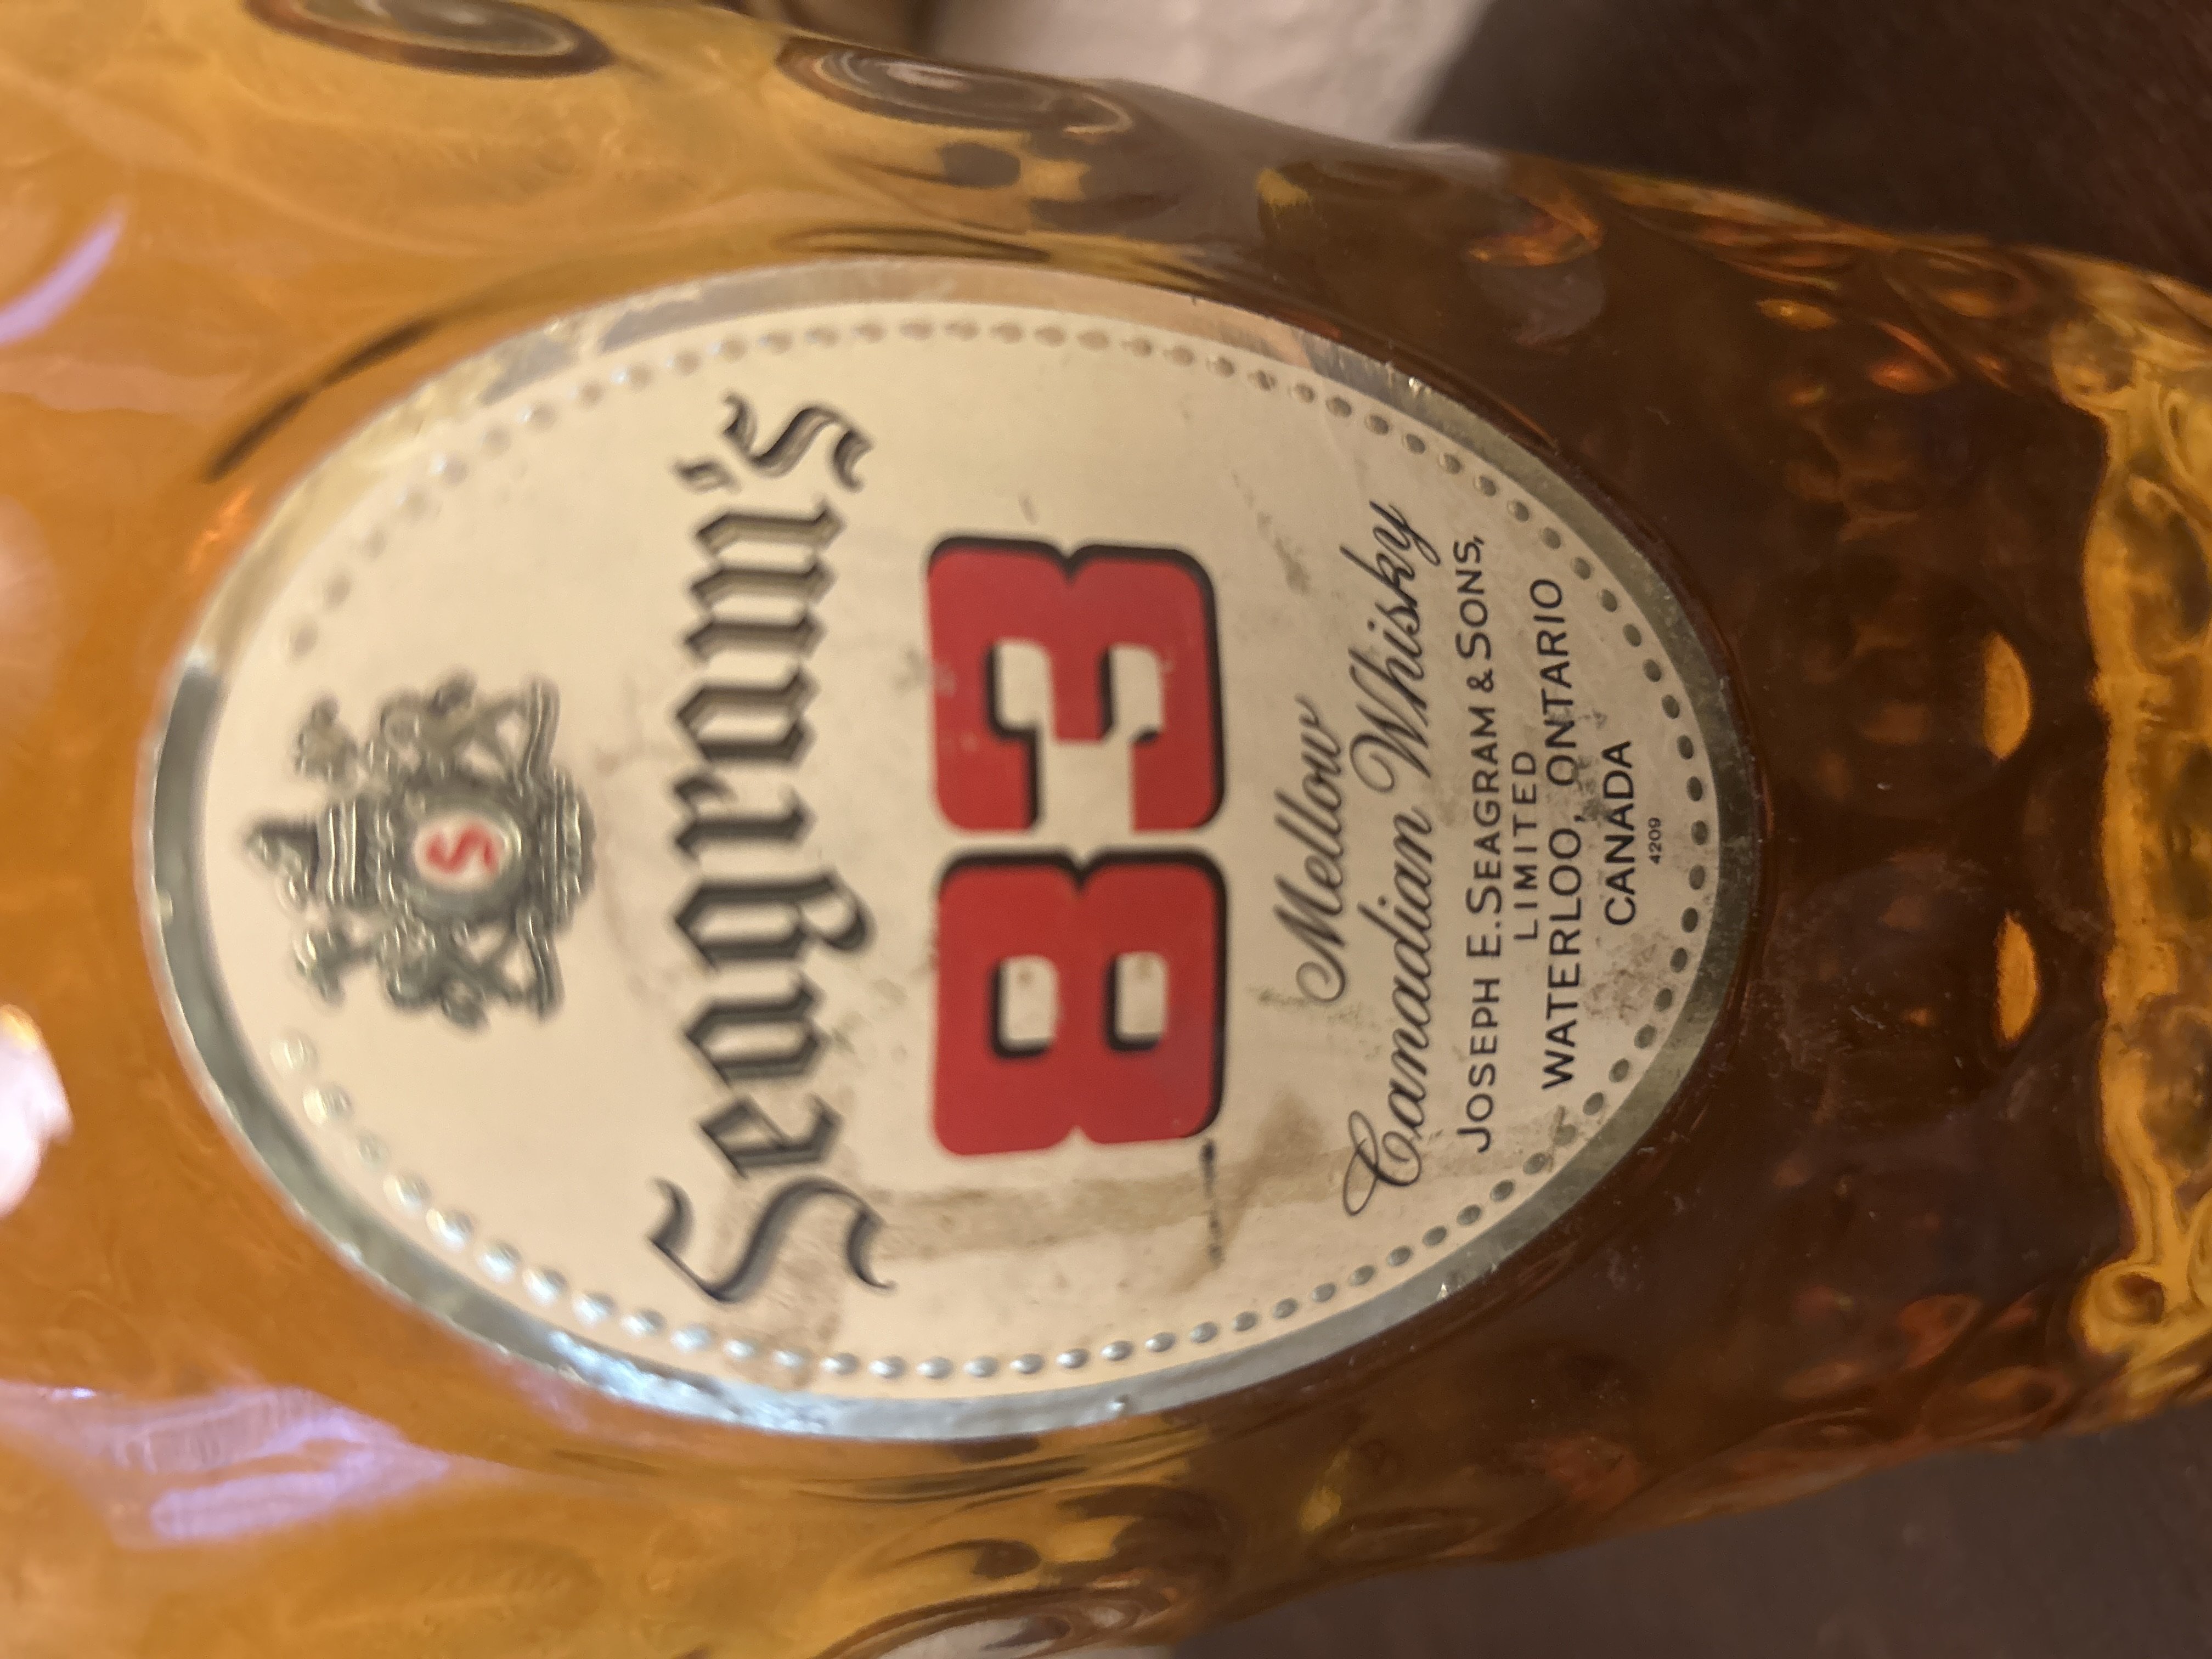 S
Seagram's
83
Mellow
Canadian Whisky
JOSEPH E. SEAGRAM & SONS,
LIMITED
WATERLOO, ONTARIO
CANADA
4209